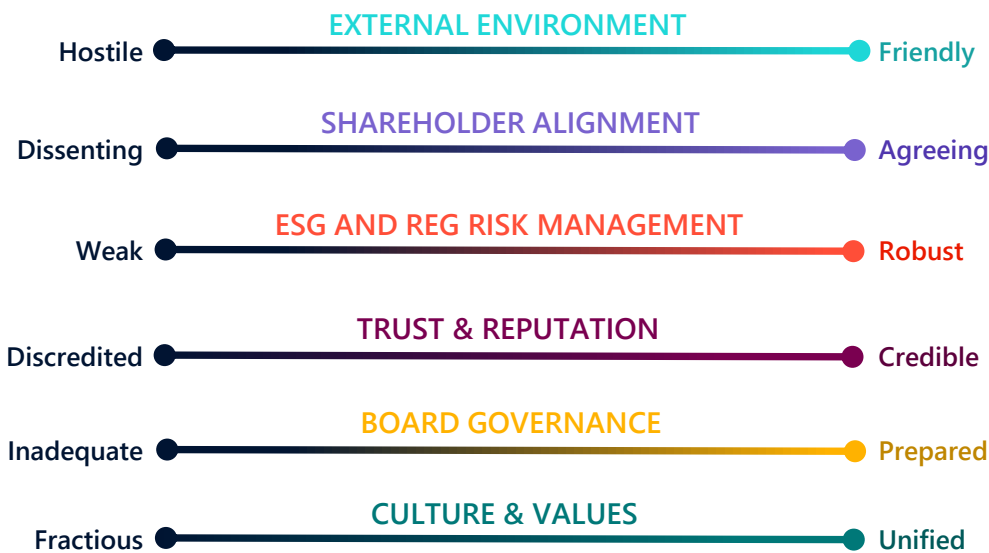 EXTERNAL ENVIRONMENT
Hostile Friendly
SHAREHOLDER ALIGNMENT
Dissenting Agreeing
ESG AND REG RISK MANAGEMENT
Weak Robust
TRUST & REPUTATION
Discredited Credible
BOARD GOVERNANCE
Inadequate Prepared
CULTURE & VALUES
Fractious Unified